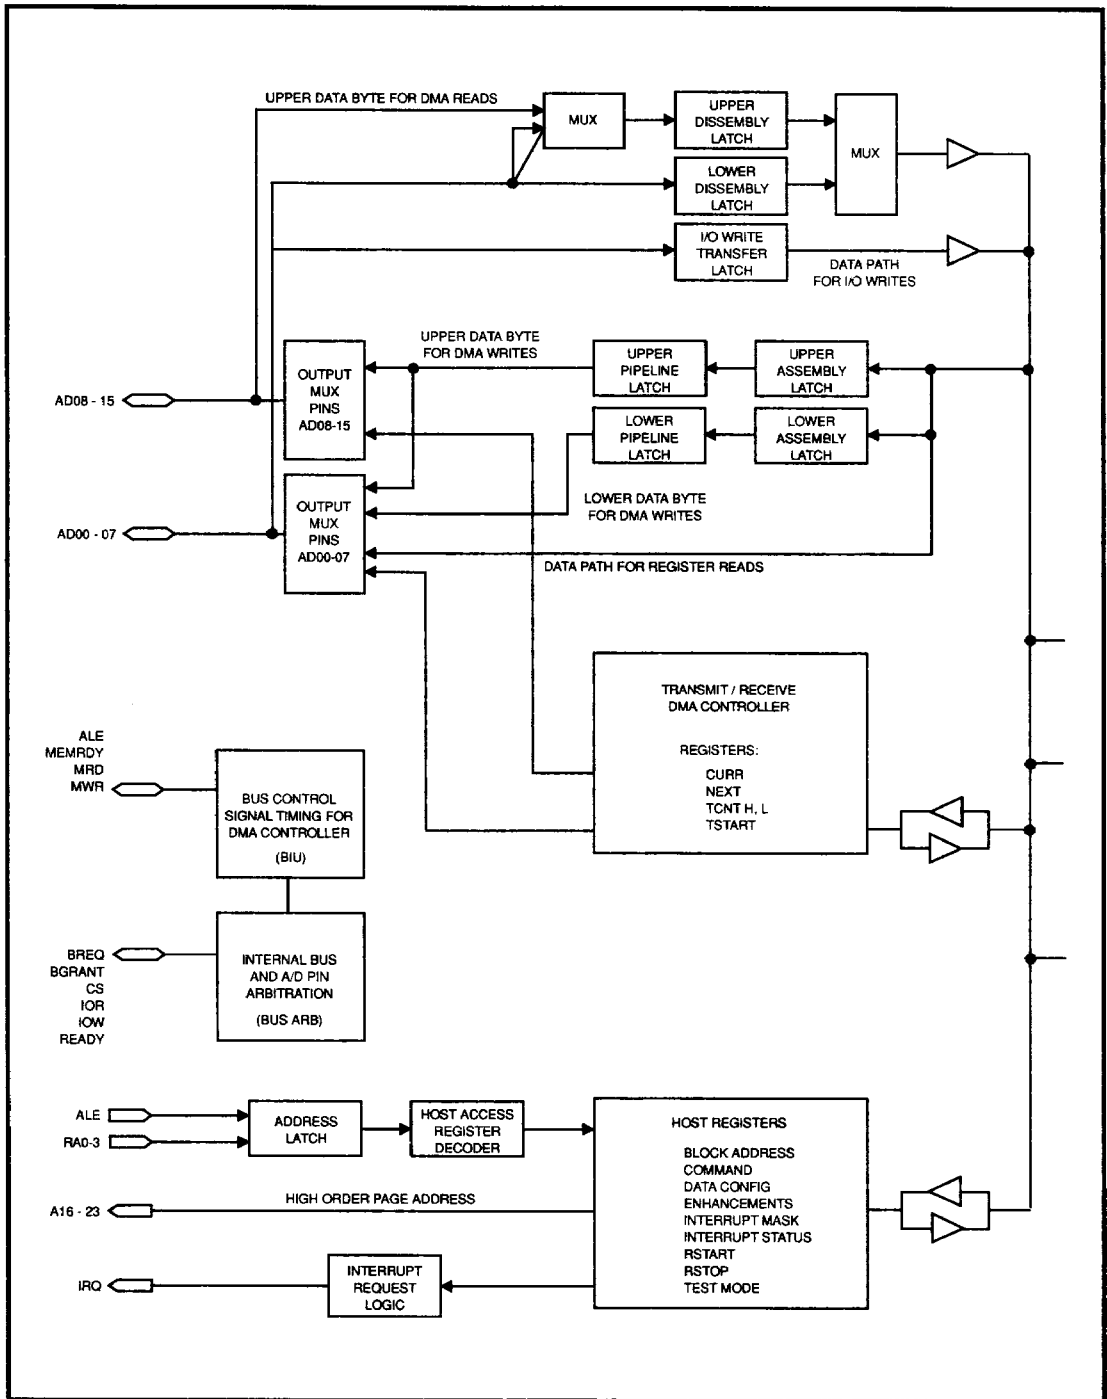 UPPER DATA BYTE FOR DMA READS
MUX
UPPER
DISSEMBLY
LATCH
MUX
LOWER
DISSEMBLY
LATCH
I/O WRITE
TRANSFER
LATCH
DATA PATH
FOR I/O WRITES
UPPER DATA BYTE
FOR DMA WRITES
OUTPUT
MUX
PINS
AD08-15
UPPER
PIPELINE
LATCH
UPPER
ASSEMBLY
LATCH
AD08 - 15
LOWER
PIPELINE
LATCH
LOWER
ASSEMBLY
LATCH
OUTPUT
MUX
PINS
AD00-07
LOWER DATA BYTE
FOR DMA WRITES
AD00 - 07
DATA PATH FOR REGISTER READS
TRANSMIT / RECEIVE
DMA CONTROLLER
REGISTERS:
CURR
NEXT
TCNT H, L
TSTART
ALE
MEMRDY
MRD
MWR
BUS CONTROL
SIGNAL TIMING FOR
DMA CONTROLLER
(BIU)
BREQ
BGRANT
CS
IOR
IOW
READY
INTERNAL BUS
AND A/D PIN
ARBITRATION
(BUS ARB)
ALE
RA0-3
ADDRESS
LATCH
HOST ACCESS
REGISTER
DECODER
HOST REGISTERS
BLOCK ADDRESS
COMMAND
DATA CONFIG
ENHANCEMENTS
INTERRUPT MASK
INTERRUPT STATUS
RSTART
RSTOP
TEST MODE
A16 - 23
HIGH ORDER PAGE ADDRESS
IRQ
INTERRUPT
REQUEST
LOGIC